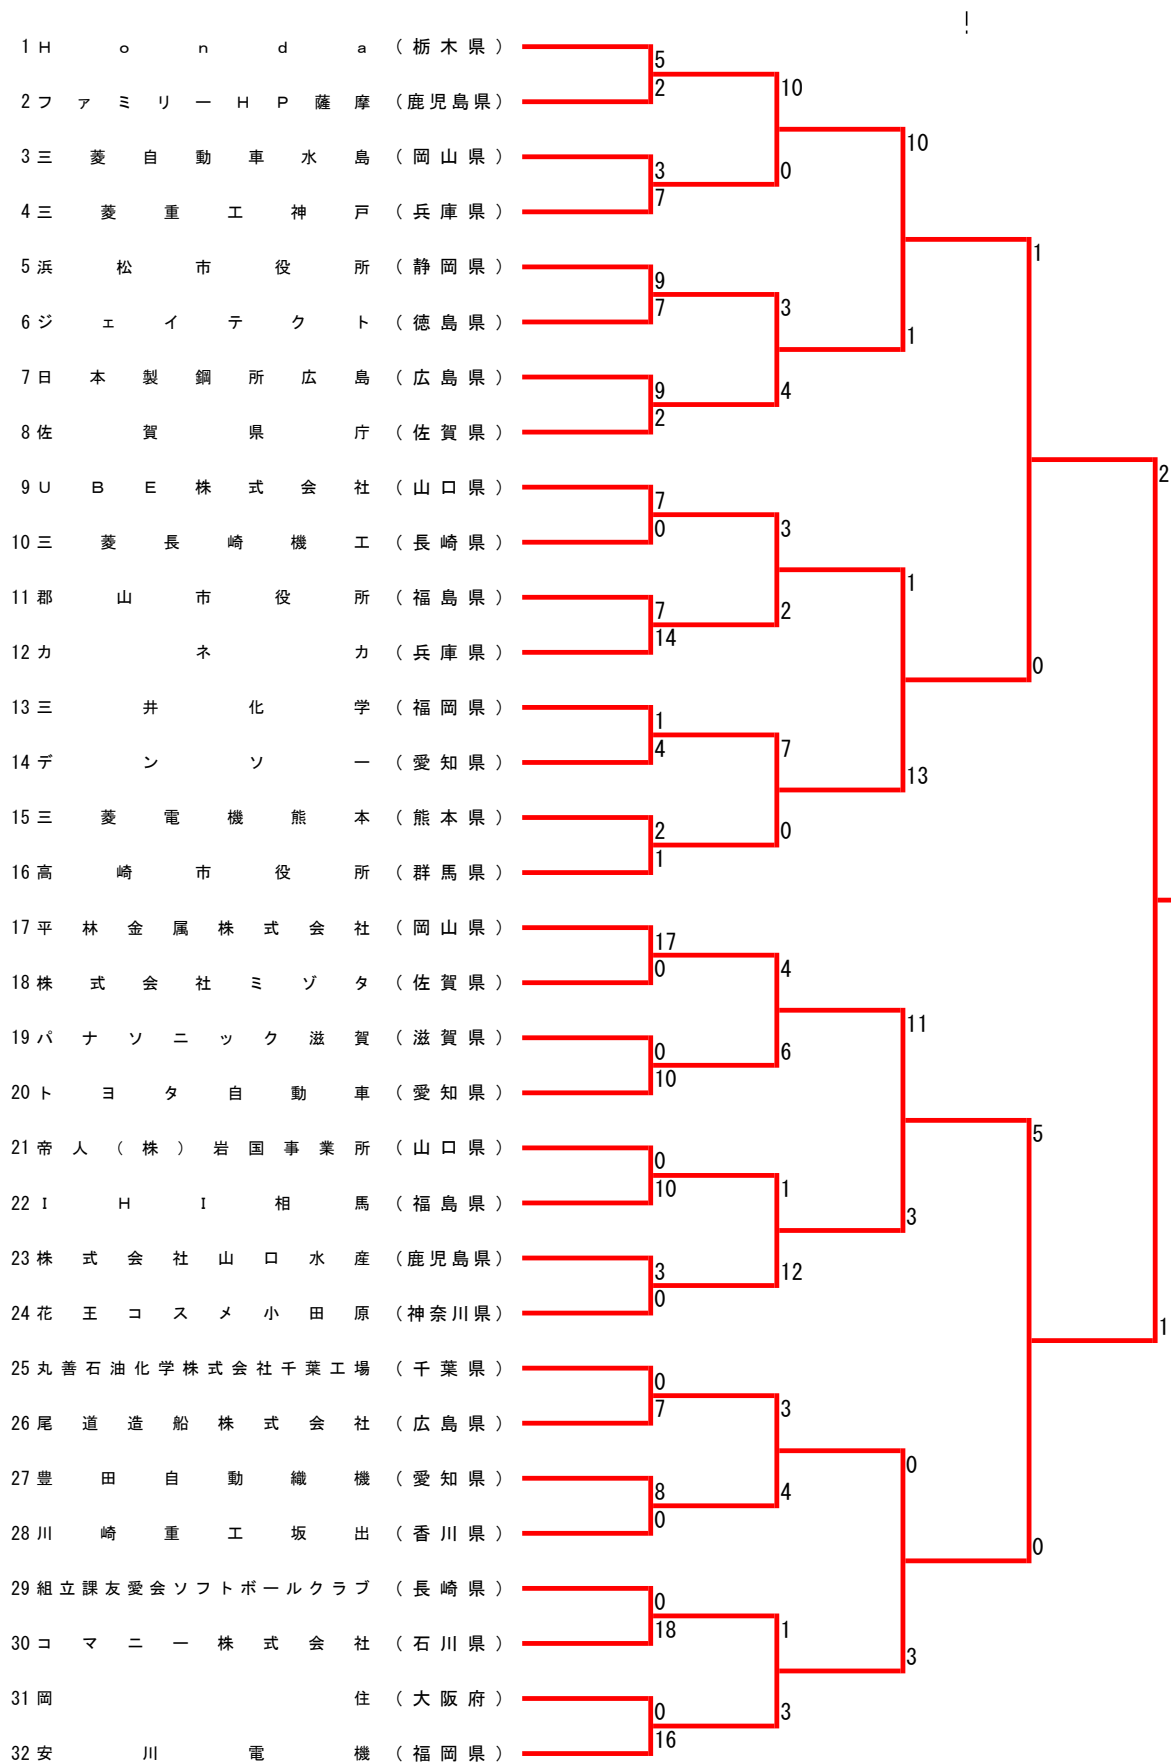 1 Honda (栃木県)
5
2
10
2 ファミリーHP薩摩 (鹿児島県)
10
3 三菱自動車水島 (岡山県)
3
7
0
4 三菱重工神戸 (兵庫県)
1
5 浜松市役所 (静岡県)
9
7
3
6 ジェイテクト (徳島県)
1
7 日本製鋼所広島 (広島県)
9
2
4
8 佐賀県庁 (佐賀県)
2
9 UBE株式会社 (山口県)
7
0
3
10 三菱長崎機工 (長崎県)
1
11 郡山市役所 (福島県)
7
14
2
12 カネカ (兵庫県)
0
13 三井化学 (福岡県)
1
4
7
14 デンソー (愛知県)
13
15 三菱電機熊本 (熊本県)
2
1
0
16 高崎市役所 (群馬県)
17 平林金属株式会社 (岡山県)
17
0
4
18 株式会社ミゾタ (佐賀県)
11
19 パナソニック滋賀 (滋賀県)
0
10
6
20 トヨタ自動車 (愛知県)
5
21 帝人(株)岩国事業所 (山口県)
0
10
1
22 IHI相馬 (福島県)
3
23 株式会社山口水産 (鹿児島県)
3
0
12
24 花王コスメ小田原 (神奈川県)
1
25 丸善石油化学株式会社千葉工場 (千葉県)
0
7
3
26 尾道造船株式会社 (広島県)
0
27 豊田自動織機 (愛知県)
8
0
4
28 川崎重工坂出 (香川県)
0
29 組立課友愛会ソフトボールクラブ (長崎県)
0
18
1
30 コマニー株式会社 (石川県)
3
31 岡住 (大阪府)
0
16
3
32 安川電機 (福岡県)